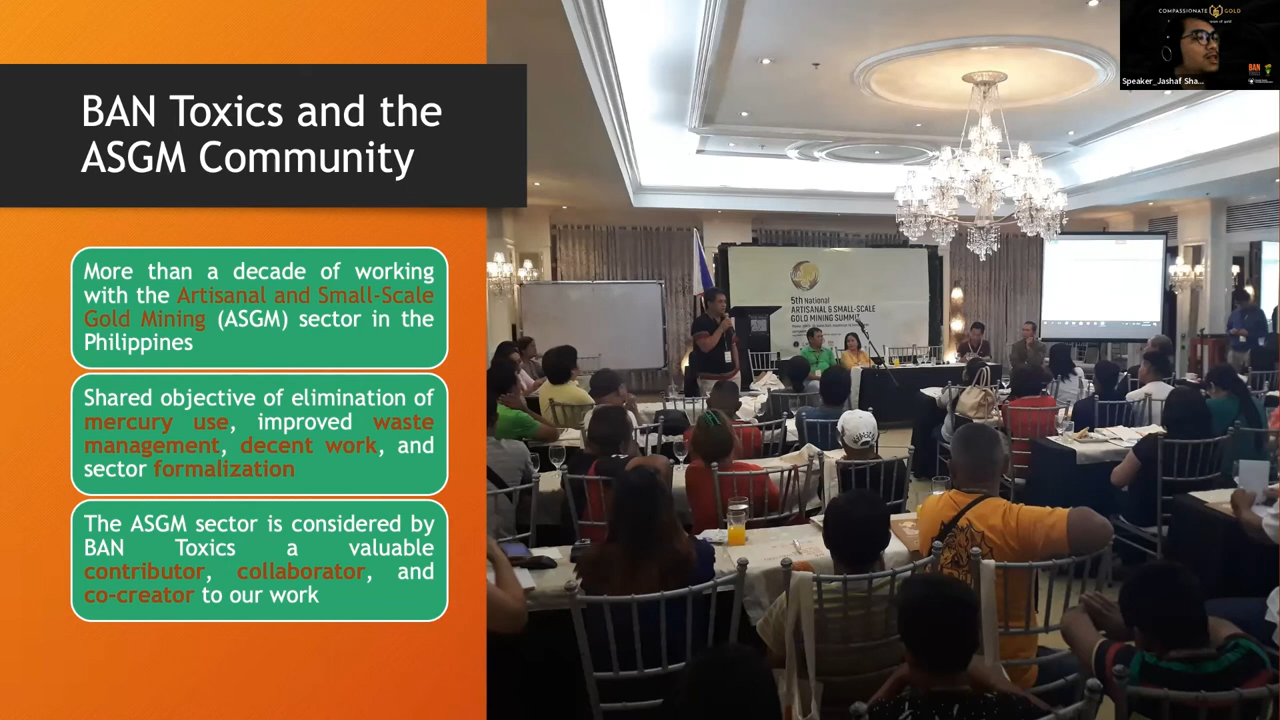 BAN Toxics and the
ASGM Community
More than a decade of working
with the Artisanal and Small-Scale
Gold Mining (ASGM) sector in the
Philippines
Shared objective of elimination of
mercury use, improved waste
management, decent work, and
sector formalization
The ASGM sector is considered by
BAN Toxics a valuable
contributor, collaborator, and
co-creator to our work
5th National
ARTISANAL & SMALL-SCALE
GOLD MINING SUMMIT
COMPASSIONATE GOLD
of gold
Speaker_Jashaf Sha...
BAN